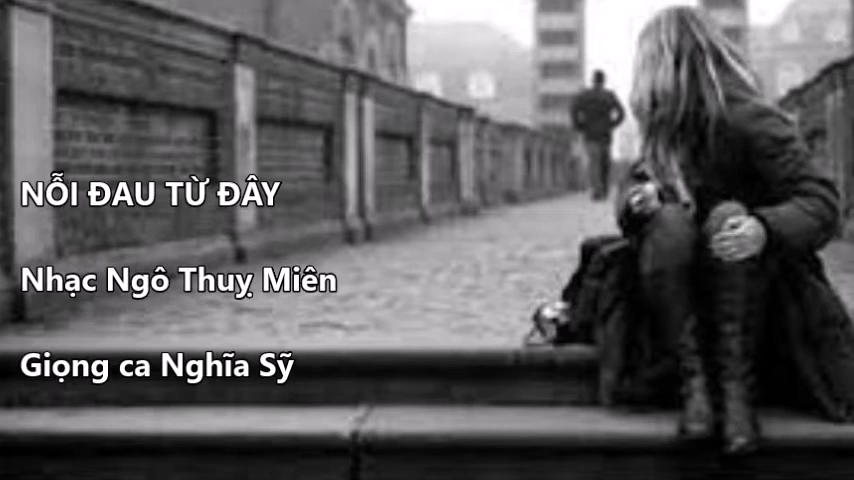 NỖI ĐAU TỪ ĐÂY
Nhạc Ngô Thuỵ Miên
Giọng ca Nghĩa Sỹ